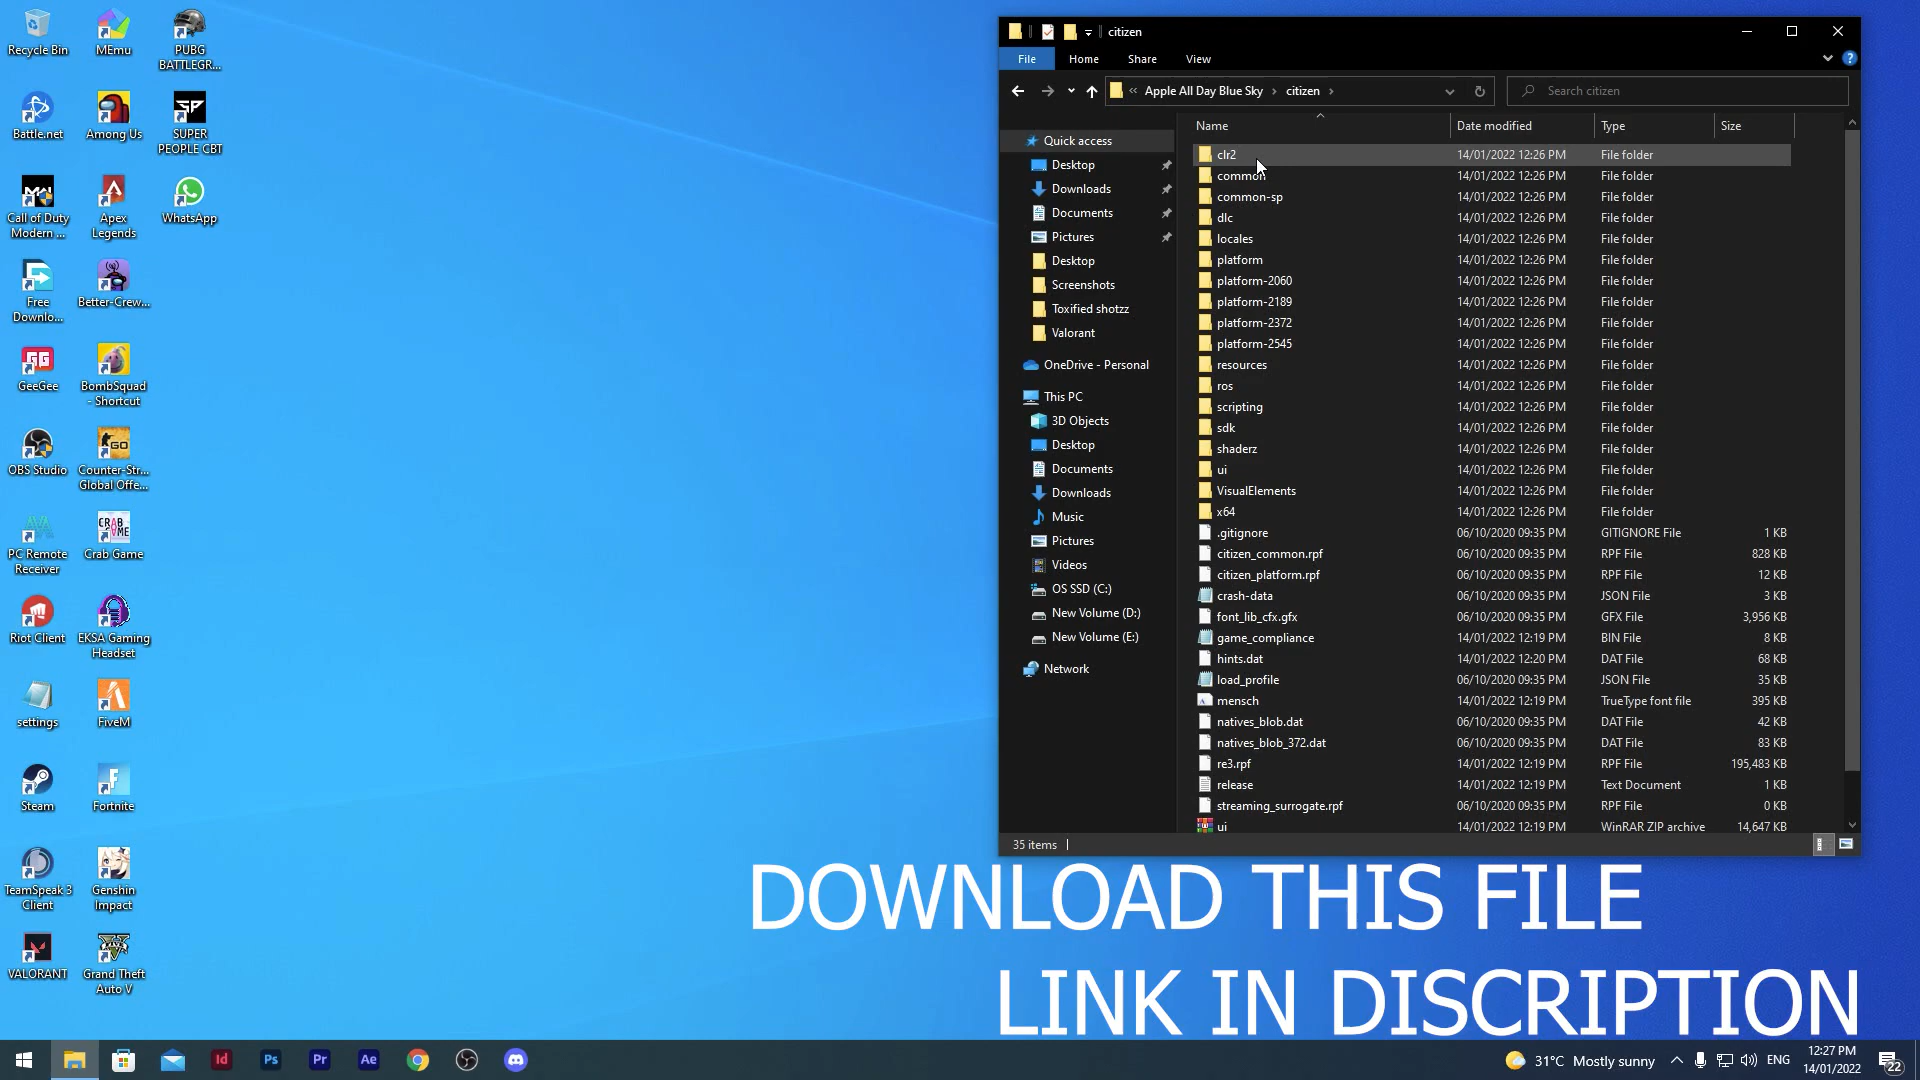 Recycle Bin
MEmu
PUBG
BATTLEGR...
Battle.net
Among Us
SUPER
PEOPLE CBT
Call of Duty
Modern ...
Apex
Legends
WhatsApp
Free
Downlo...
Better-Crew...
GeeGee
BombSquad
- Shortcut
OBS Studio
Counter-Str...
Global Offe...
PC Remote
Receiver
Crab Game
Riot Client
EKSA Gaming
Headset
settings
FiveM
Steam
Fortnite
TeamSpeak 3
Client
Genshin
Impact
VALORANT
Grand Theft
Auto V
citizen
File Home Share View
« Apple All Day Blue Sky › citizen › Search citizen
Quick access
Desktop
Downloads
Documents
Pictures
Desktop
Screenshots
Toxified shotzz
Valorant
OneDrive - Personal
This PC
3D Objects
Desktop
Documents
Downloads
Music
Pictures
Videos
OS SSD (C:)
New Volume (D:)
New Volume (E:)
Network
Name Date modified Type Size
clr2 14/01/2022 12:26 PM File folder
common 14/01/2022 12:26 PM File folder
common-sp 14/01/2022 12:26 PM File folder
dlc 14/01/2022 12:26 PM File folder
locales 14/01/2022 12:26 PM File folder
platform 14/01/2022 12:26 PM File folder
platform-2060 14/01/2022 12:26 PM File folder
platform-2189 14/01/2022 12:26 PM File folder
platform-2372 14/01/2022 12:26 PM File folder
platform-2545 14/01/2022 12:26 PM File folder
resources 14/01/2022 12:26 PM File folder
ros 14/01/2022 12:26 PM File folder
scripting 14/01/2022 12:26 PM File folder
sdk 14/01/2022 12:26 PM File folder
shaderz 14/01/2022 12:26 PM File folder
ui 14/01/2022 12:26 PM File folder
VisualElements 14/01/2022 12:26 PM File folder
x64 14/01/2022 12:26 PM File folder
.gitignore 06/10/2020 09:35 PM GITIGNORE File 1 KB
citizen_common.rpf 06/10/2020 09:35 PM RPF File 828 KB
citizen_platform.rpf 06/10/2020 09:35 PM RPF File 12 KB
crash-data 06/10/2020 09:35 PM JSON File 3 KB
font_lib_cfx.gfx 06/10/2020 09:35 PM GFX File 3,956 KB
game_compliance 14/01/2022 12:19 PM BIN File 8 KB
hints.dat 14/01/2022 12:20 PM DAT File 68 KB
load_profile 06/10/2020 09:35 PM JSON File 35 KB
mensch 14/01/2022 12:19 PM TrueType font file 395 KB
natives_blob.dat 06/10/2020 09:35 PM DAT File 42 KB
natives_blob_372.dat 06/10/2020 09:35 PM DAT File 83 KB
re3.rpf 14/01/2022 12:19 PM RPF File 195,483 KB
release 14/01/2022 12:19 PM Text Document 1 KB
streaming_surrogate.rpf 06/10/2020 09:35 PM RPF File 0 KB
ui 14/01/2022 12:19 PM WinRAR ZIP archive 14,647 KB
35 items
DOWNLOAD THIS FILE
LINK IN DISCRIPTION
Id Ps Pr Ae
31°C Mostly sunny ENG
12:27 PM
14/01/2022
22